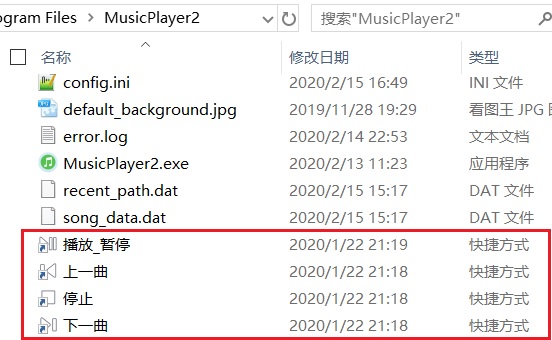 ogram Files > MusicPlayer2
搜索"MusicPlayer2"
名称 修改日期 类型
config.ini 2020/2/15 16:49 INI 文件
default_background.jpg 2019/11/28 19:29 看图王 JPG 图
error.log 2020/2/14 22:53 文本文档
MusicPlayer2.exe 2020/2/13 11:23 应用程序
recent_path.dat 2020/2/15 15:17 DAT 文件
song_data.dat 2020/2/15 15:17 DAT 文件
播放_暂停 2020/1/22 21:19 快捷方式
上一曲 2020/1/22 21:18 快捷方式
停止 2020/1/22 21:18 快捷方式
下一曲 2020/1/22 21:18 快捷方式